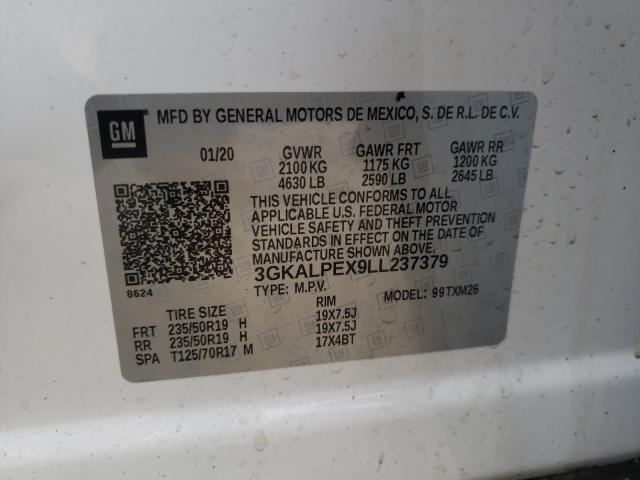 GM
MFD BY GENERAL MOTORS DE MEXICO, S. DE R.L. DE C.V.
01/20 GVWR GAWR FRT GAWR RR
2100 KG 1175 KG 1200 KG
4630 LB 2590 LB 2645 LB
THIS VEHICLE CONFORMS TO ALL
APPLICABLE U.S. FEDERAL MOTOR
VEHICLE SAFETY AND THEFT PREVENTION
STANDARDS IN EFFECT ON THE DATE OF
MANUFACTURE SHOWN ABOVE.
3GKALPEX9LL237379
8624
TYPE: M.P.V. MODEL: 99TXM26
TIRE SIZE RIM
FRT 235/50R19 H 19X7.5J
RR 235/50R19 H 19X7.5J
SPA T125/70R17 M 17X4BT